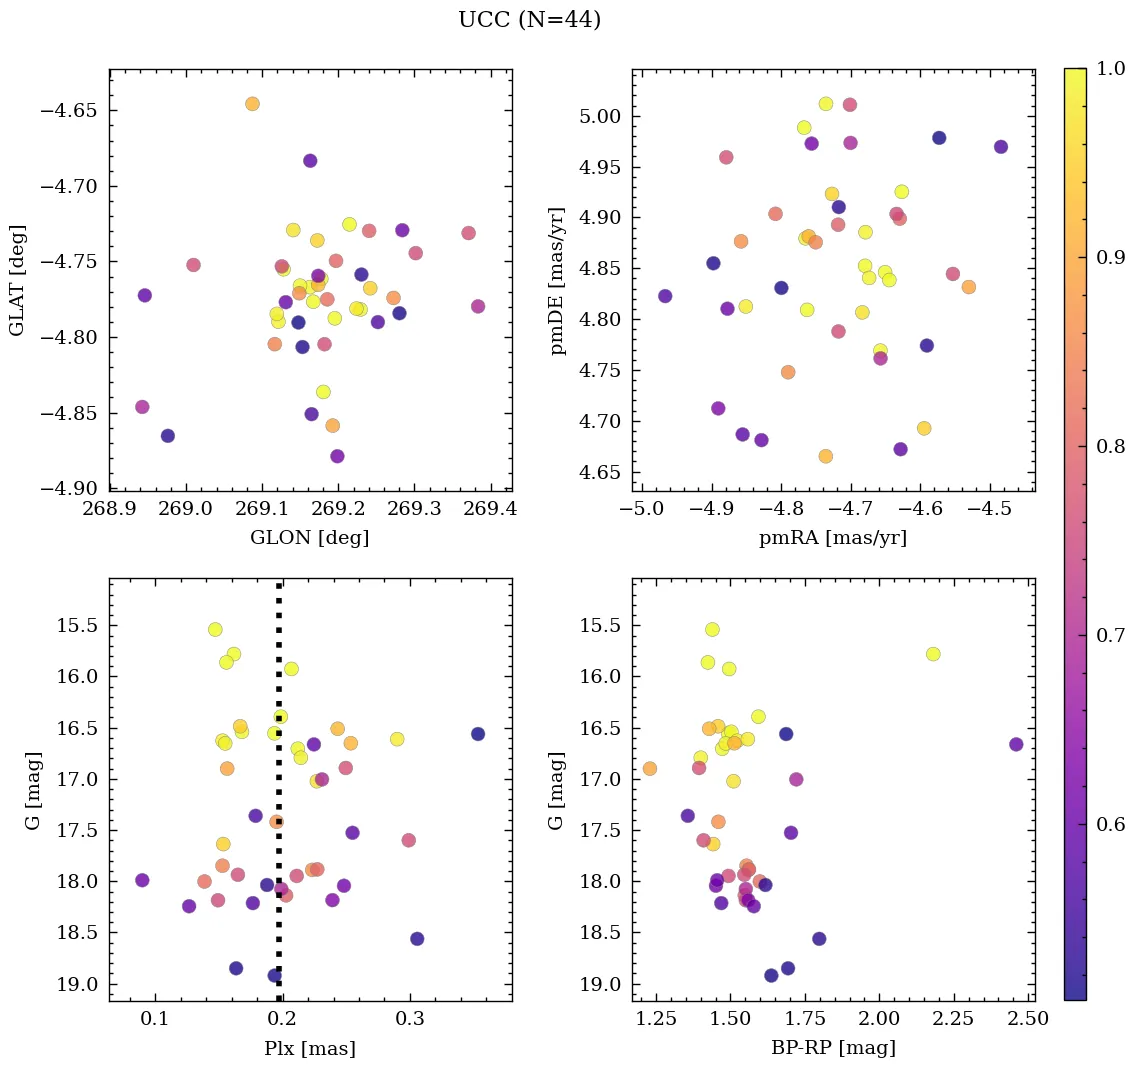 UCC (N=44)
−4.65
−4.70
−4.75
−4.80
−4.85
−4.90
GLAT [deg]
268.9 269.0 269.1 269.2 269.3 269.4
GLON [deg]
5.00
4.95
4.90
4.85
4.80
4.75
4.70
4.65
pmDE [mas/yr]
−5.0 −4.9 −4.8 −4.7 −4.6 −4.5
pmRA [mas/yr]
15.5
16.0
16.5
17.0
17.5
18.0
18.5
19.0
G [mag]
0.1 0.2 0.3
Plx [mas]
15.5
16.0
16.5
17.0
17.5
18.0
18.5
19.0
G [mag]
1.25 1.50 1.75 2.00 2.25 2.50
BP-RP [mag]
1.0
0.9
0.8
0.7
0.6